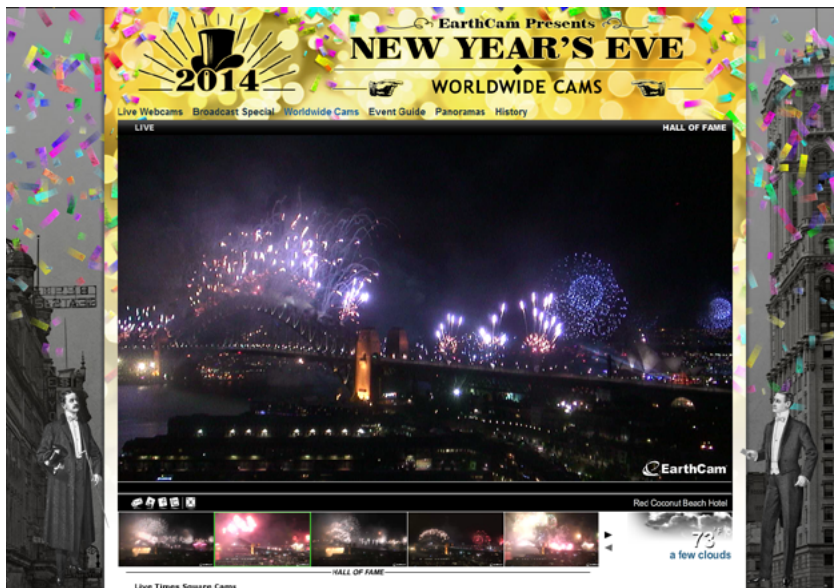 EarthCam Presents
NEW YEAR'S EVE
2014
WORLDWIDE CAMS
Live Webcams Broadcast Special Worldwide Cams Event Guide Panoramas History
LIVE
HALL OF FAME
EarthCam
Red Coconut Beach Hotel
73°
a few clouds
HALL OF FAME
Live Times Square Cams